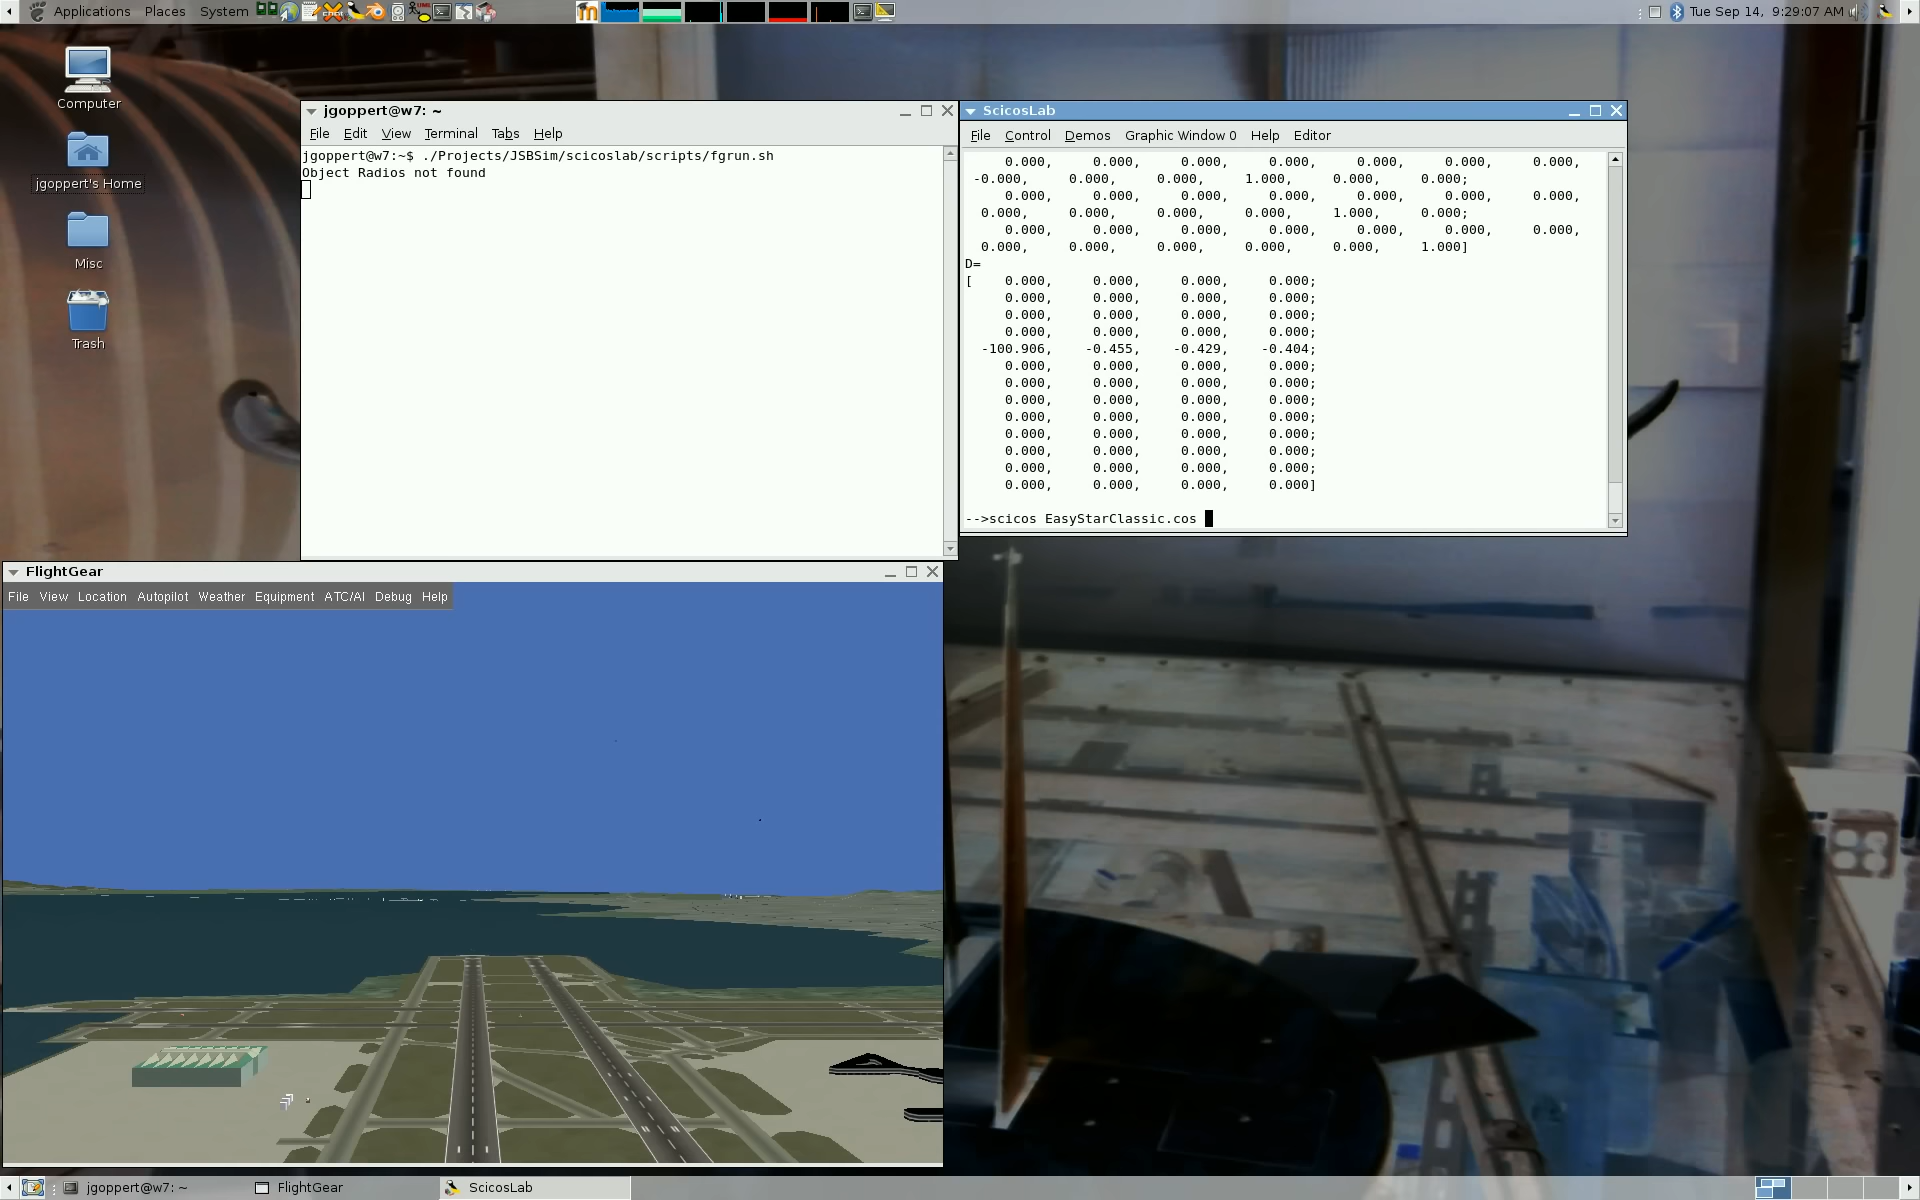 Applications Places System
Tue Sep 14, 9:29:07 AM
Computer
jgoppert's Home
Misc
Trash
jgoppert@w7: ~
File Edit View Terminal Tabs Help
jgoppert@w7:~$ ./Projects/JSBSim/scicoslab/scripts/fgrun.sh
Object Radios not found
ScicosLab
File Control Demos Graphic Window 0 Help Editor
0.000, 0.000, 0.000, 0.000, 0.000, 0.000, 0.000,
-0.000, 0.000, 0.000, 1.000, 0.000, 0.000;
0.000, 0.000, 0.000, 0.000, 0.000, 0.000, 0.000,
0.000, 0.000, 0.000, 0.000, 1.000, 0.000;
0.000, 0.000, 0.000, 0.000, 0.000, 0.000, 0.000,
0.000, 0.000, 0.000, 0.000, 0.000, 1.000]
D=
[ 0.000, 0.000, 0.000, 0.000;
0.000, 0.000, 0.000, 0.000;
0.000, 0.000, 0.000, 0.000;
0.000, 0.000, 0.000, 0.000;
-100.906, -0.455, -0.429, -0.404;
0.000, 0.000, 0.000, 0.000;
0.000, 0.000, 0.000, 0.000;
0.000, 0.000, 0.000, 0.000;
0.000, 0.000, 0.000, 0.000;
0.000, 0.000, 0.000, 0.000;
0.000, 0.000, 0.000, 0.000;
0.000, 0.000, 0.000, 0.000;
0.000, 0.000, 0.000, 0.000]
-->scicos EasyStarClassic.cos
FlightGear
File View Location Autopilot Weather Equipment ATC/AI Debug Help
jgoppert@w7: ~ FlightGear ScicosLab